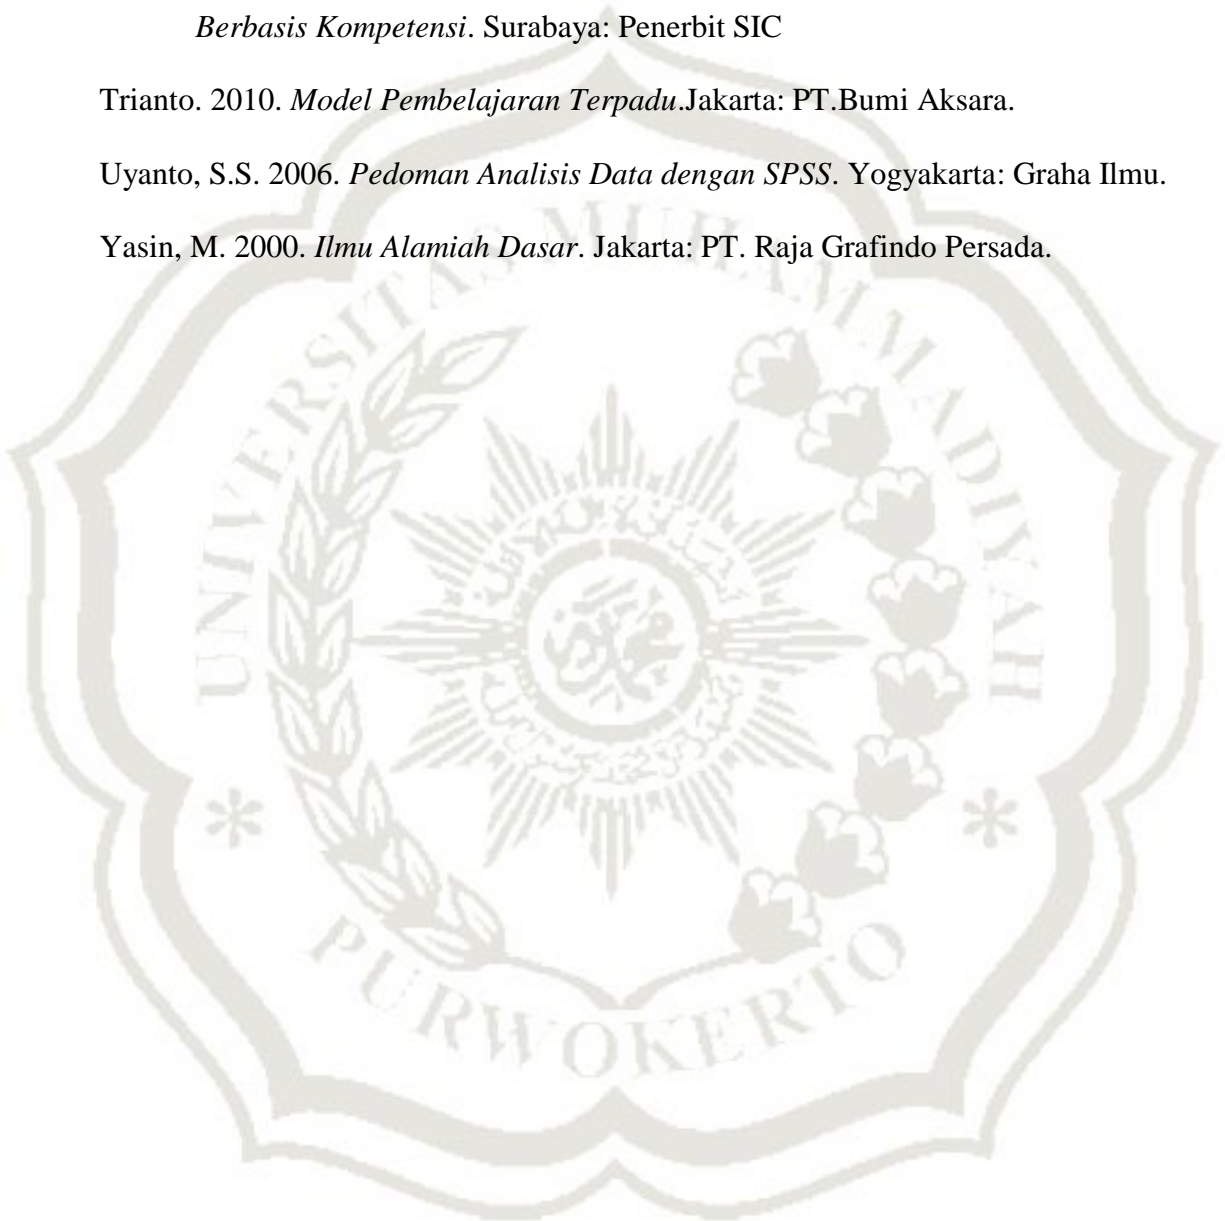 Berbasis Kompetensi. Surabaya: Penerbit SIC
Trianto. 2010. Model Pembelajaran Terpadu.Jakarta: PT.Bumi Aksara.
Uyanto, S.S. 2006. Pedoman Analisis Data dengan SPSS. Yogyakarta: Graha Ilmu.
Yasin, M. 2000. Ilmu Alamiah Dasar. Jakarta: PT. Raja Grafindo Persada.
UNIVERSITAS MUHAMMADIYAH
PURWOKERTO